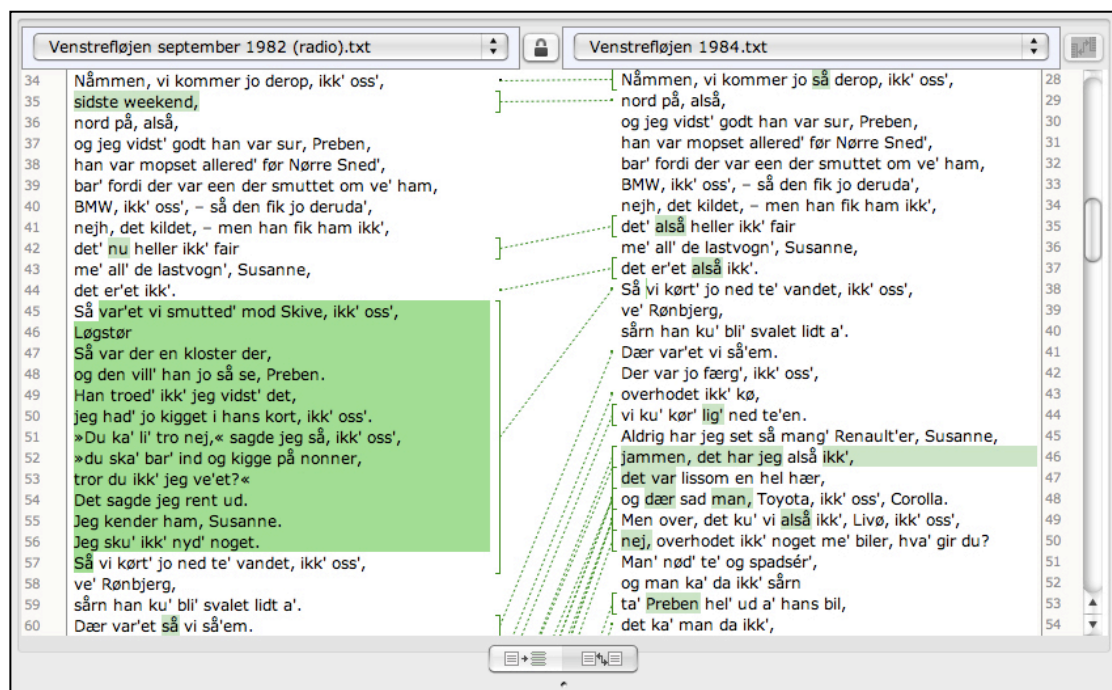 Venstrefløjen september 1982 (radio).txt
Venstrefløjen 1984.txt
34 Nåmmen, vi kommer jo derop, ikk' oss',
35 sidste weekend,
36 nord på, alså,
37 og jeg vidst' godt han var sur, Preben,
38 han var mopset allered' før Nørre Sned',
39 bar' fordi der var een der smuttet om ve' ham,
40 BMW, ikk' oss', – så den fik jo deruda',
41 nejh, det kildet, – men han fik ham ikk',
42 det' nu heller ikk' fair
43 me' all' de lastvogn', Susanne,
44 det er'et ikk'.
45 Så var'et vi smutted' mod Skive, ikk' oss',
46 Løgstør
47 Så var der en kloster der,
48 og den vill' han jo så se, Preben.
49 Han troed' ikk' jeg vidst' det,
50 jeg had' jo kigget i hans kort, ikk' oss'.
51 »Du ka' li' tro nej,« sagde jeg så, ikk' oss',
52 »du ska' bar' ind og kigge på nonner,
53 tror du ikk' jeg ve'et?«
54 Det sagde jeg rent ud.
55 Jeg kender ham, Susanne.
56 Jeg sku' ikk' nyd' noget.
57 Så vi kørt' jo ned te' vandet, ikk' oss',
58 ve' Rønbjerg,
59 sårn han ku' bli' svalet lidt a'.
60 Dær var'et så vi så'em.
Nåmmen, vi kommer jo så derop, ikk' oss', 28
nord på, alså, 29
og jeg vidst' godt han var sur, Preben, 30
han var mopset allered' før Nørre Sned', 31
bar' fordi der var een der smuttet om ve' ham, 32
BMW, ikk' oss', – så den fik jo deruda', 33
nejh, det kildet, – men han fik ham ikk', 34
det' alså heller ikk' fair 35
me' all' de lastvogn', Susanne, 36
det er'et alså ikk'. 37
Så vi kørt' jo ned te' vandet, ikk' oss', 38
ve' Rønbjerg, 39
sårn han ku' bli' svalet lidt a'. 40
Dær var'et vi så'em. 41
Der var jo færg', ikk' oss', 42
overhodet ikk' kø, 43
vi ku' kør' lig' ned te'en. 44
Aldrig har jeg set så mang' Renault'er, Susanne, 45
jammen, det har jeg alså ikk', 46
det var lissom en hel hær, 47
og dær sad man, Toyota, ikk' oss', Corolla. 48
Men over, det ku' vi alså ikk', Livø, ikk' oss', 49
nej, overhodet ikk' noget me' biler, hva' gir du? 50
Man' nød' te' og spadsér', 51
og man ka' da ikk' sårn 52
ta' Preben hel' ud a' hans bil, 53
det ka' man da ikk', 54